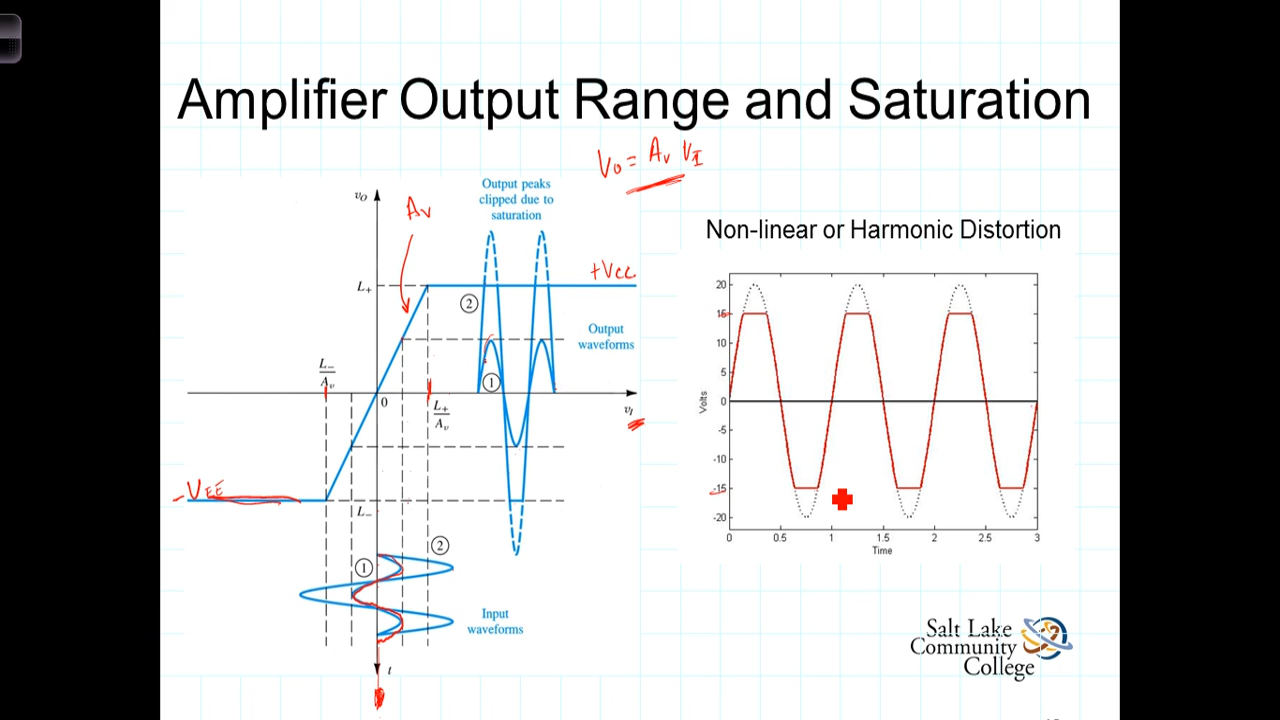 Amplifier Output Range and Saturation
Vo = Av VI
vO
Output peaks
clipped due to
saturation
Av
+Vcc
L+
2
Output
waveforms
1
L−
Av
0
L+
Av
vI
-VEE
L−
2
1
Input
waveforms
t
Non-linear or Harmonic Distortion
20
15
10
5
0
-5
-10
-15
-20
Volts
0 0.5 1 1.5 2 2.5 3
Time
Salt Lake
Community
College